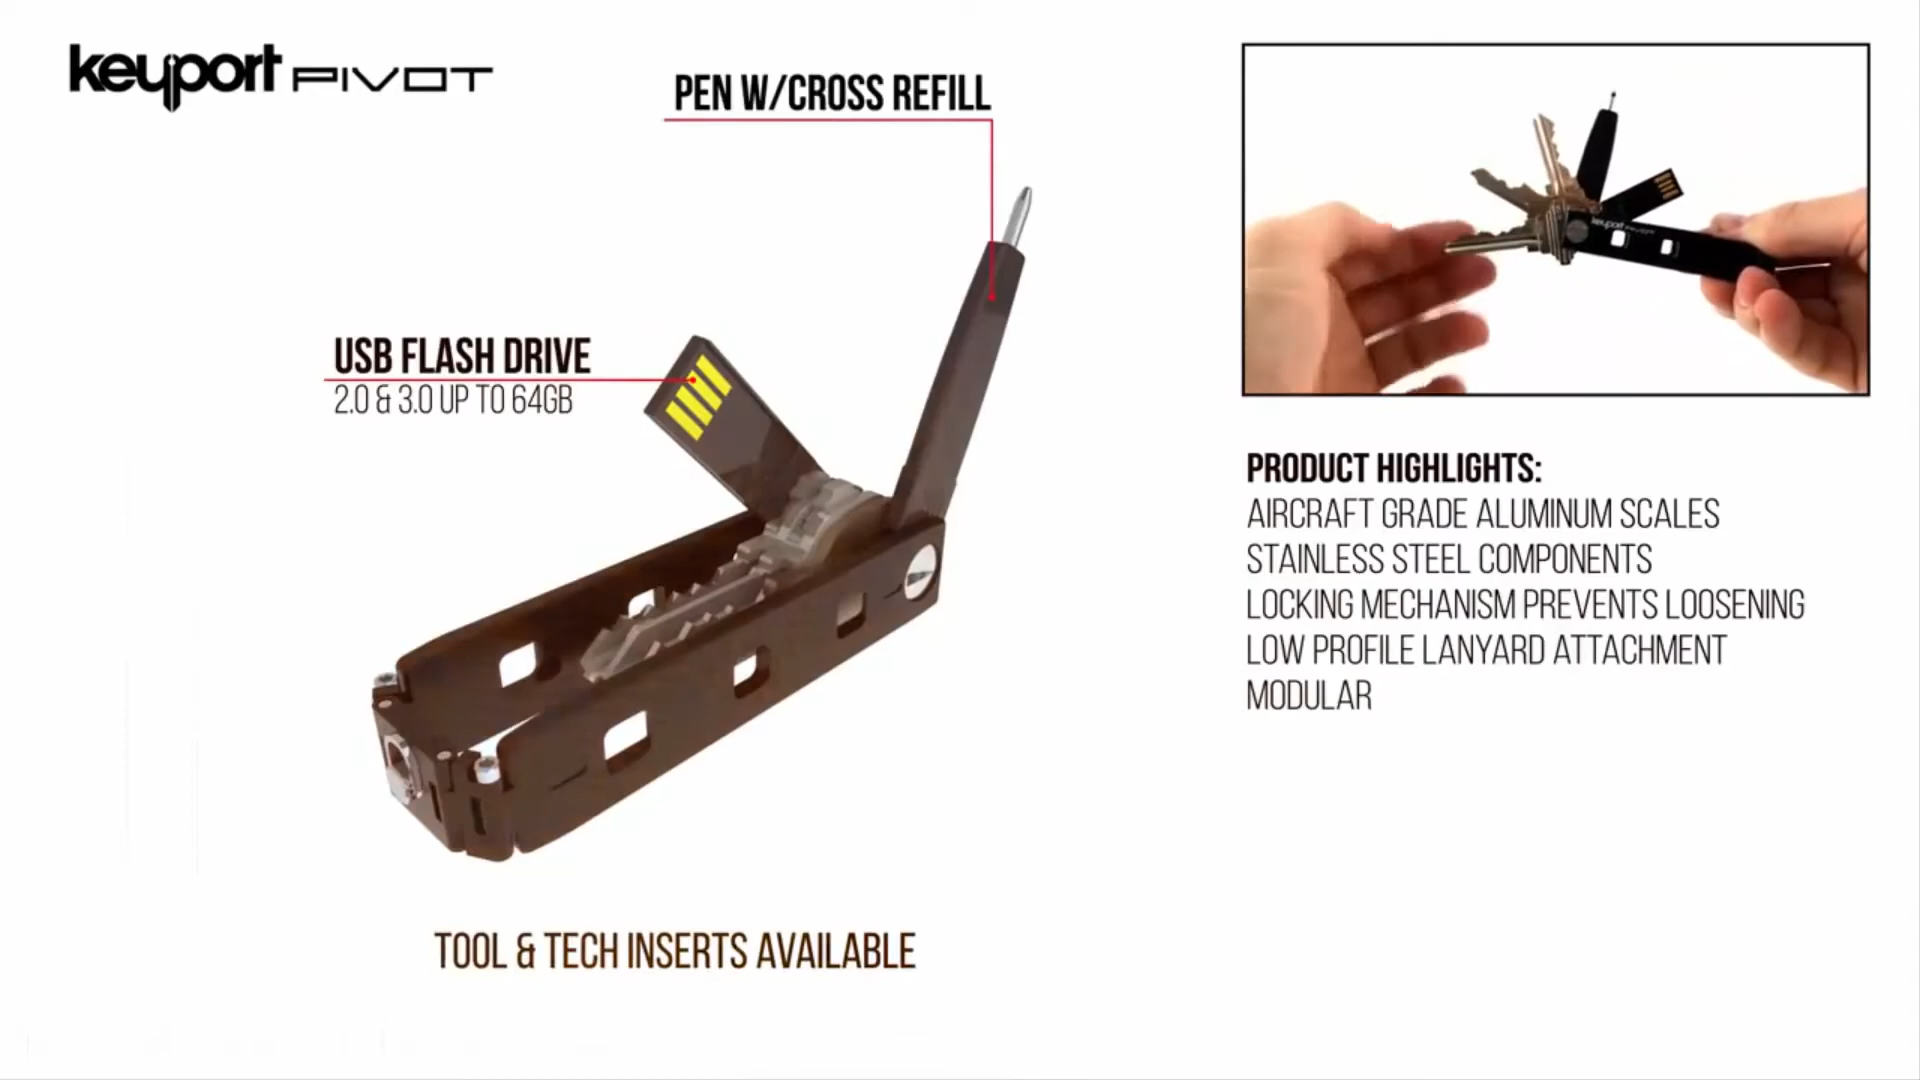 keyport PIVOT
PEN W/CROSS REFILL
USB FLASH DRIVE
2.0 & 3.0 UP TO 64GB
TOOL & TECH INSERTS AVAILABLE
keyport PIVOT
PRODUCT HIGHLIGHTS:
AIRCRAFT GRADE ALUMINUM SCALES
STAINLESS STEEL COMPONENTS
LOCKING MECHANISM PREVENTS LOOSENING
LOW PROFILE LANYARD ATTACHMENT
MODULAR